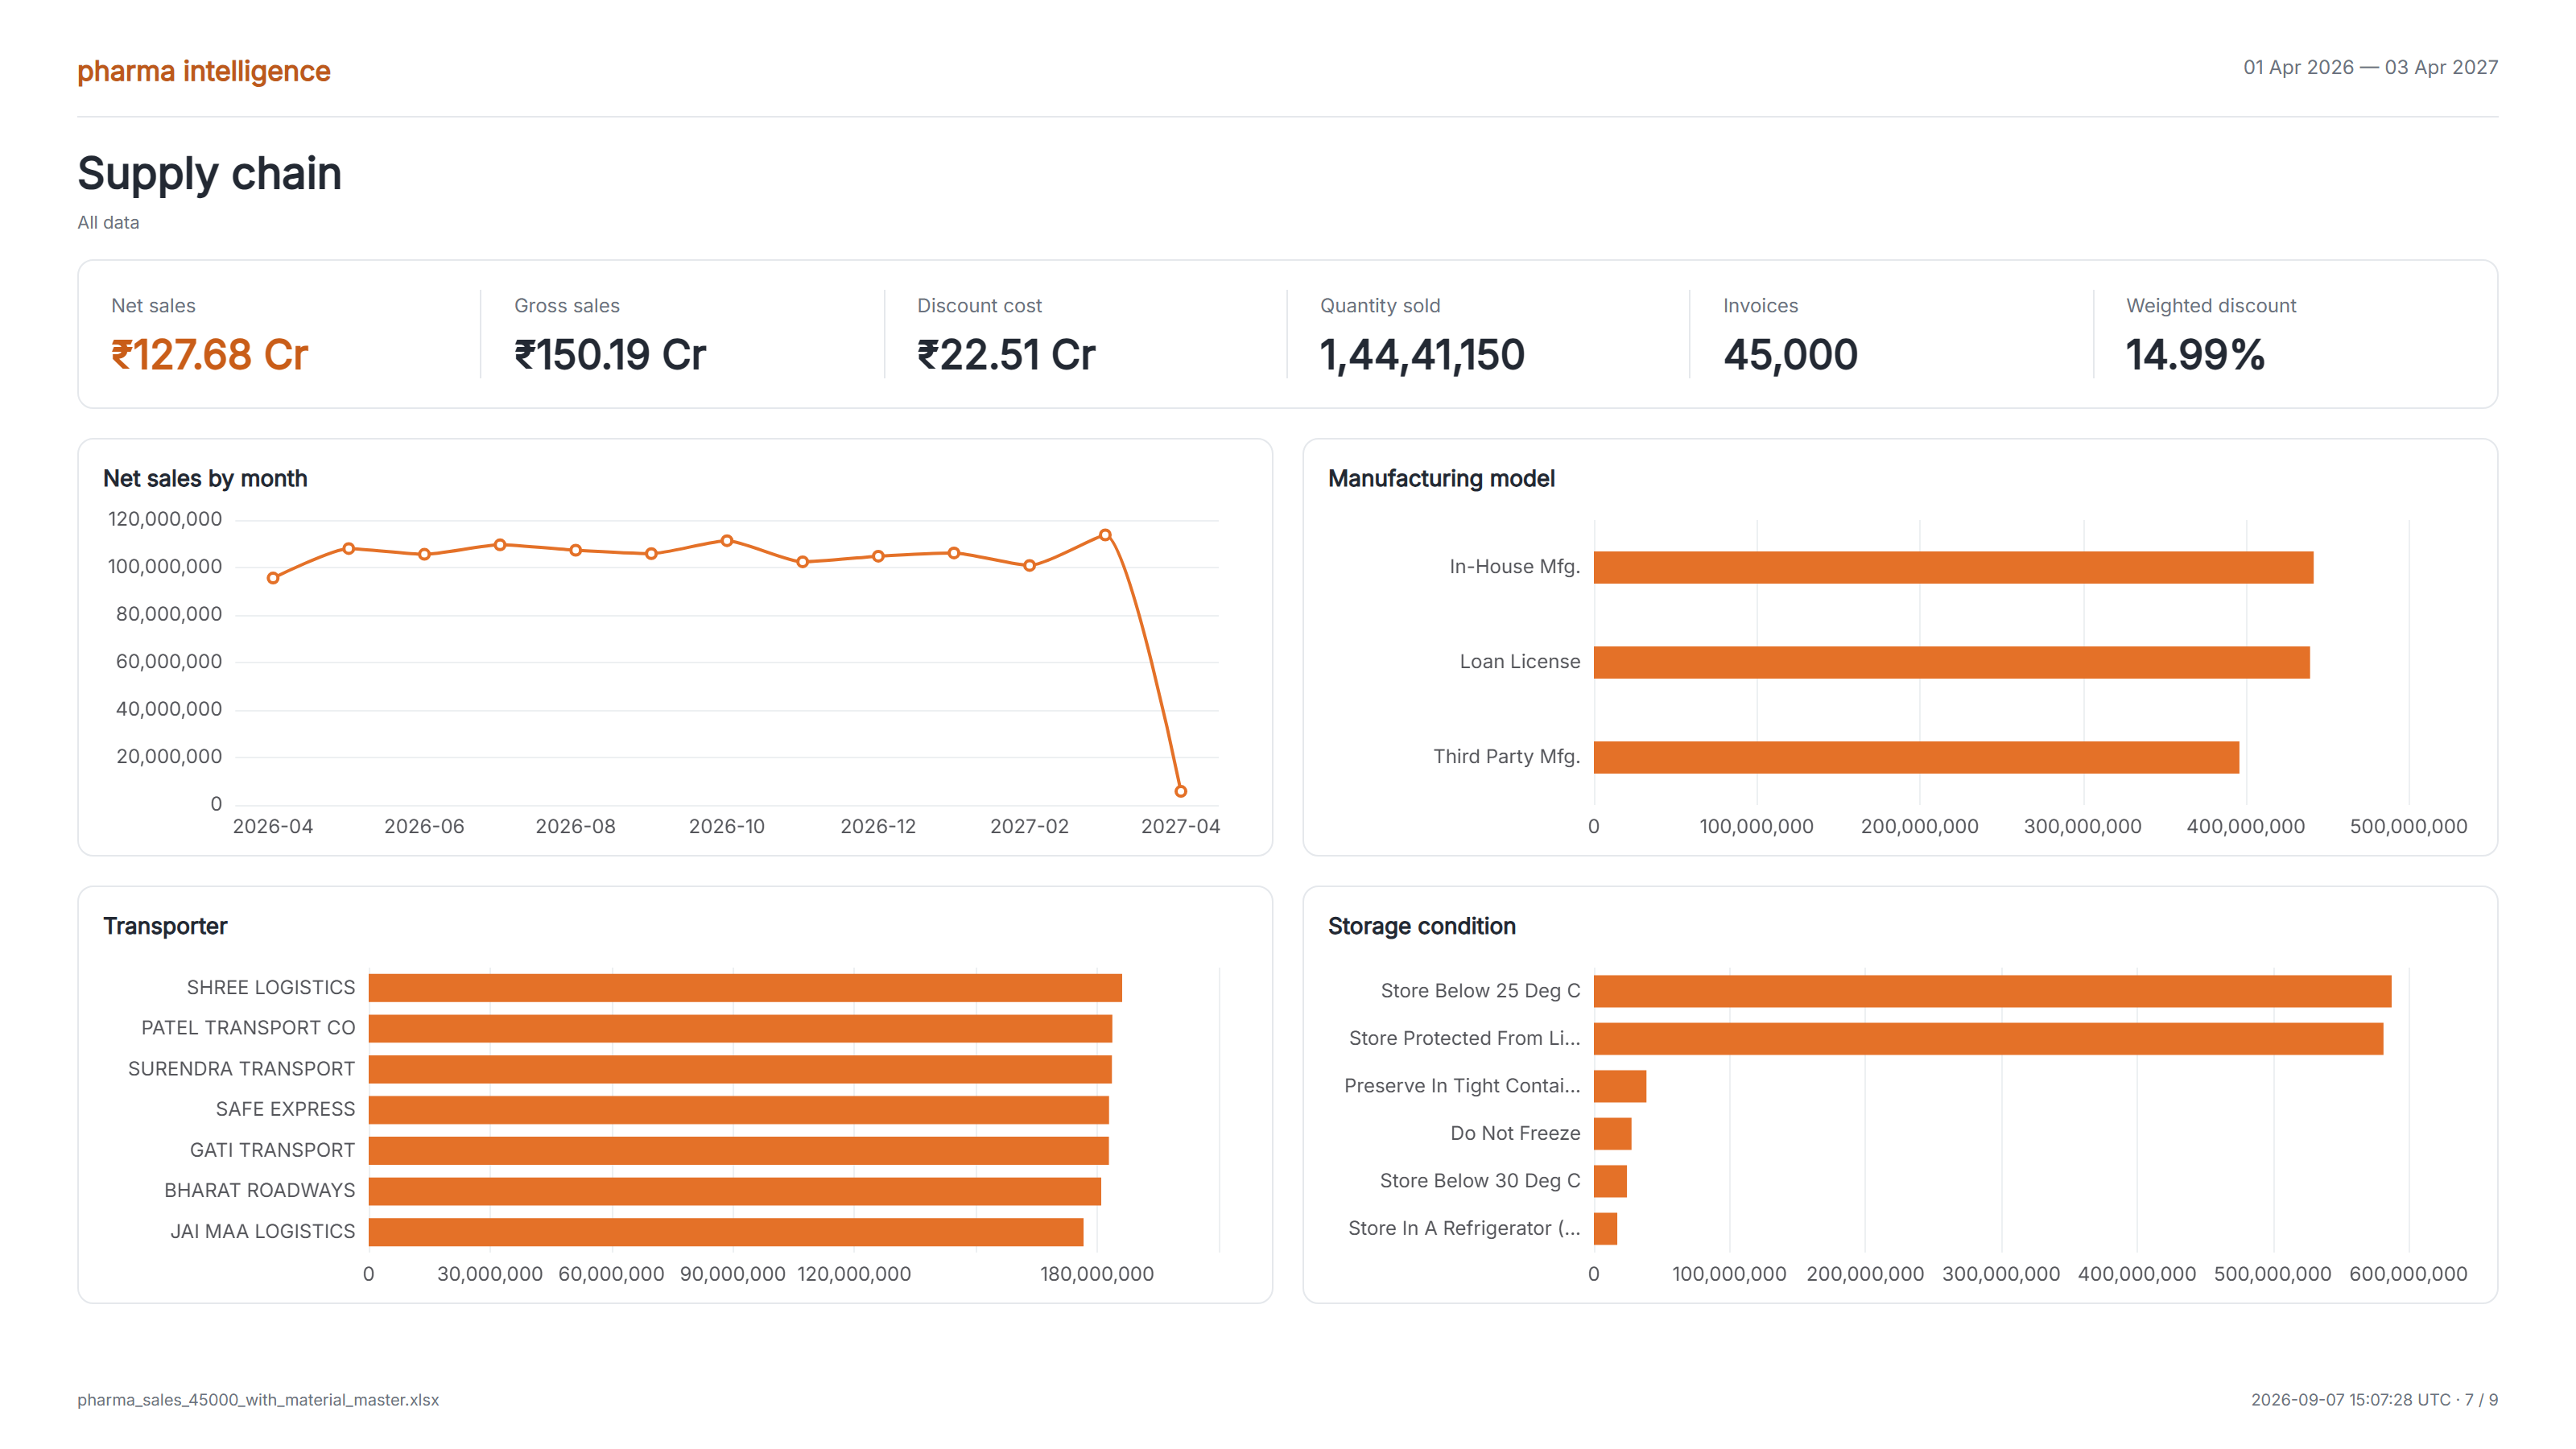 pharma intelligence
01 Apr 2026 — 03 Apr 2027
Supply chain
All data
Net sales
₹127.68 Cr
Gross sales
₹150.19 Cr
Discount cost
₹22.51 Cr
Quantity sold
1,44,41,150
Invoices
45,000
Weighted discount
14.99%
Net sales by month
120,000,000
100,000,000
80,000,000
60,000,000
40,000,000
20,000,000
0
2026-04 2026-06 2026-08 2026-10 2026-12 2027-02 2027-04
Manufacturing model
In-House Mfg.
Loan License
Third Party Mfg.
0 100,000,000 200,000,000 300,000,000 400,000,000 500,000,000
Transporter
SHREE LOGISTICS
PATEL TRANSPORT CO
SURENDRA TRANSPORT
SAFE EXPRESS
GATI TRANSPORT
BHARAT ROADWAYS
JAI MAA LOGISTICS
0 30,000,000 60,000,000 90,000,000 120,000,000 180,000,000
Storage condition
Store Below 25 Deg C
Store Protected From Li...
Preserve In Tight Contai...
Do Not Freeze
Store Below 30 Deg C
Store In A Refrigerator (...
0 100,000,000 200,000,000 300,000,000 400,000,000 500,000,000 600,000,000
pharma_sales_45000_with_material_master.xlsx
2026-09-07 15:07:28 UTC · 7 / 9